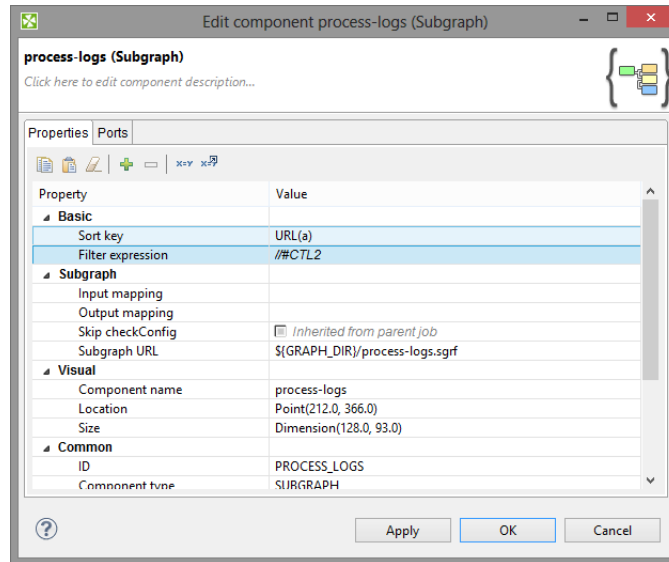 Edit component process-logs (Subgraph)
process-logs (Subgraph)
Click here to edit component description...
Properties Ports
x=y x=?
Property Value
Basic
Sort key URL(a)
Filter expression //#CTL2
Subgraph
Input mapping
Output mapping
Skip checkConfig Inherited from parent job
Subgraph URL ${GRAPH_DIR}/process-logs.sgrf
Visual
Component name process-logs
Location Point(212.0, 366.0)
Size Dimension(128.0, 93.0)
Common
ID PROCESS_LOGS
Component type SUBGRAPH
? Apply OK Cancel